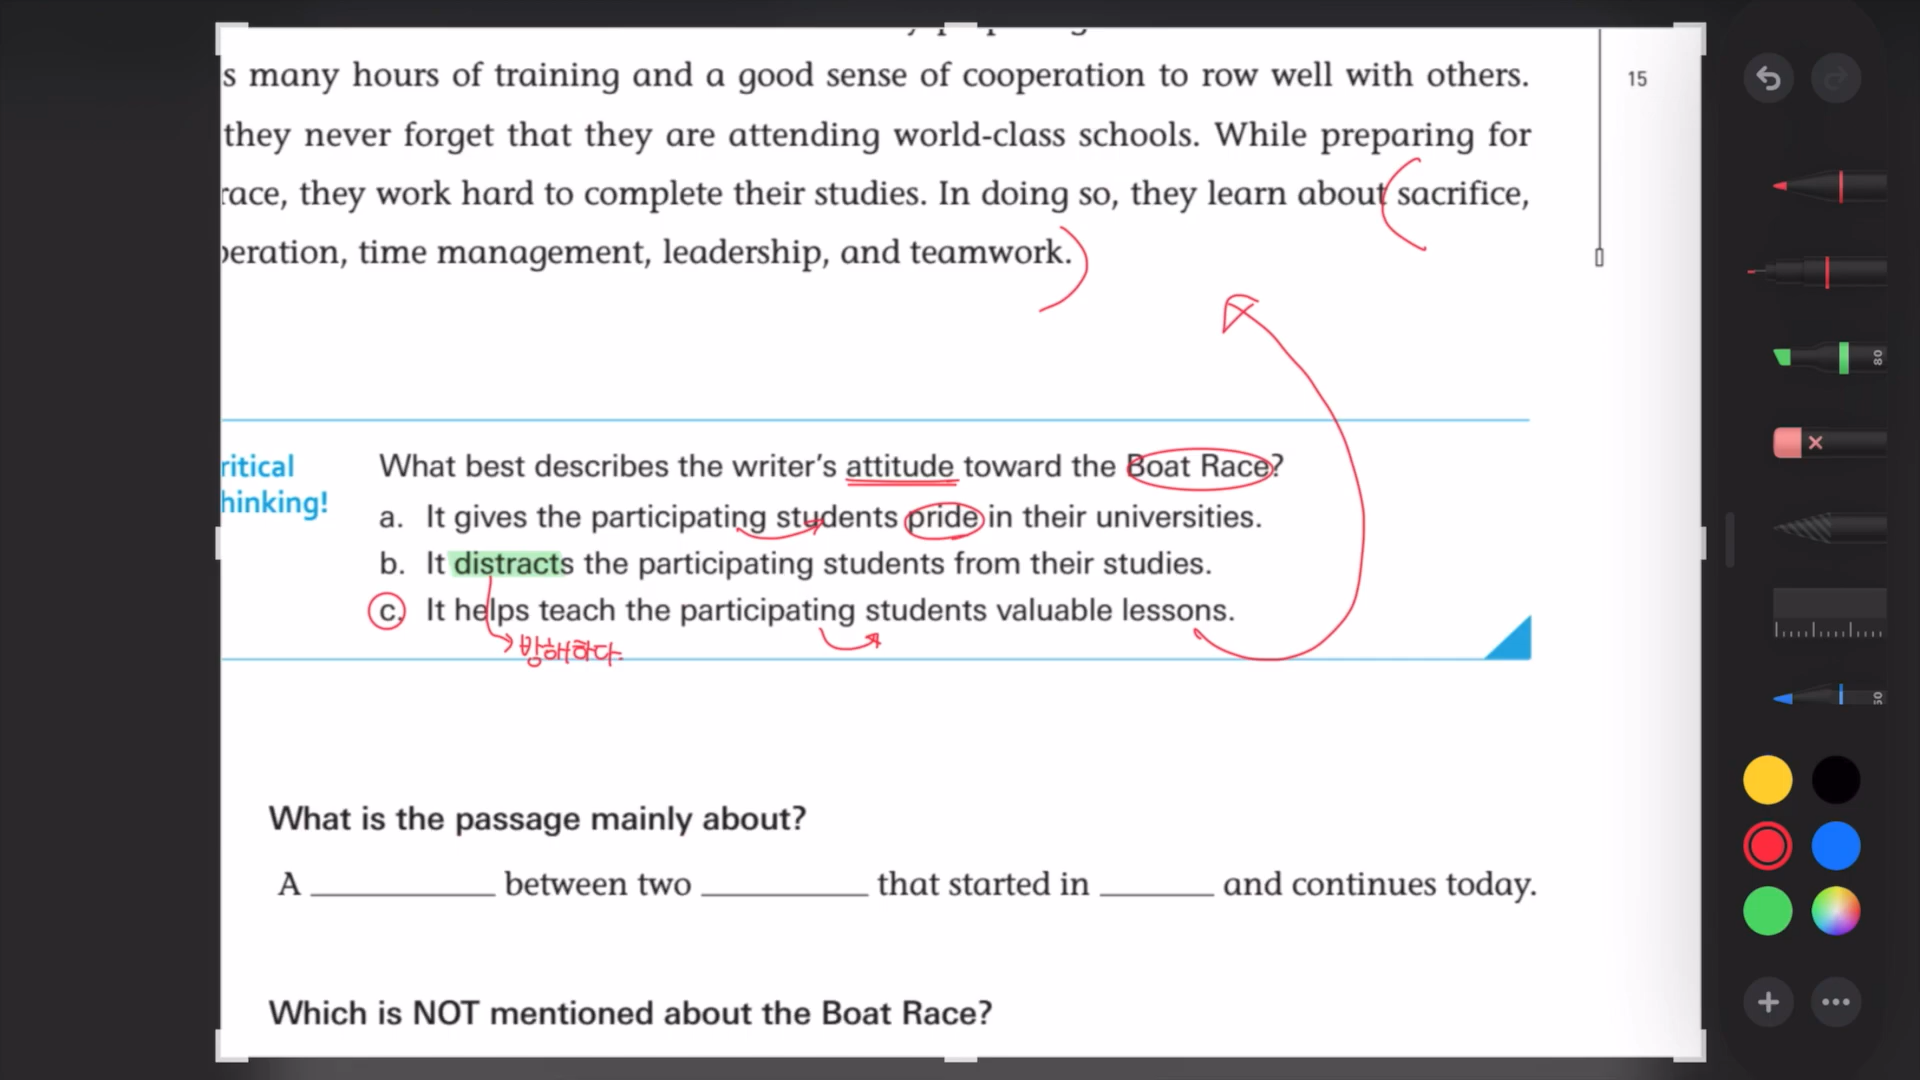 s many hours of training and a good sense of cooperation to row well with others.
15
they never forget that they are attending world-class schools. While preparing for
race, they work hard to complete their studies. In doing so, they learn about sacrifice,
peration, time management, leadership, and teamwork.
ritical
hinking!
What best describes the writer's attitude toward the Boat Race?
a. It gives the participating students pride in their universities.
b. It distracts the participating students from their studies.
c. It helps teach the participating students valuable lessons.
방해하다.
What is the passage mainly about?
A __________ between two __________ that started in _______ and continues today.
Which is NOT mentioned about the Boat Race?
80
50